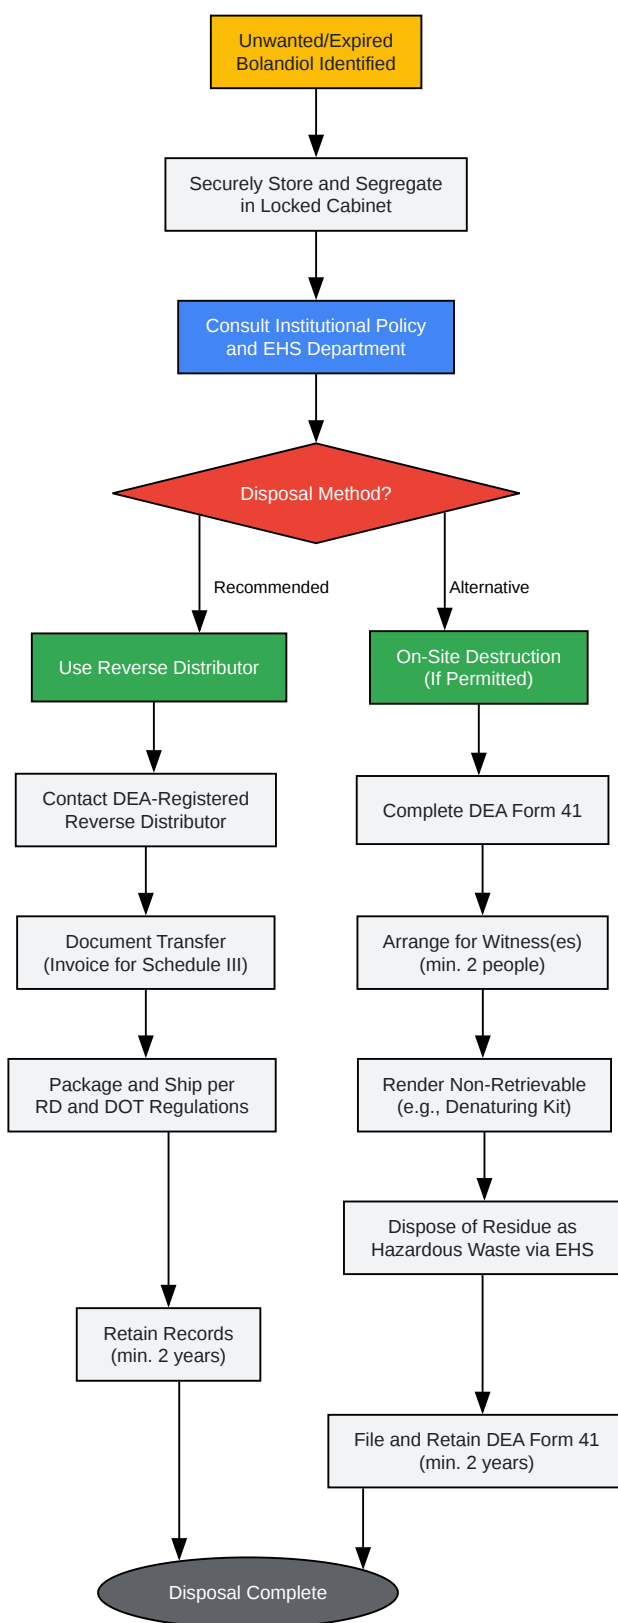 Unwanted/Expired
Bolandiol Identified
Securely Store and Segregate
in Locked Cabinet
Consult Institutional Policy
and EHS Department
Disposal Method?
Recommended
Alternative
Use Reverse Distributor
On-Site Destruction
(If Permitted)
Contact DEA-Registered
Reverse Distributor
Complete DEA Form 41
Document Transfer
(Invoice for Schedule III)
Arrange for Witness(es)
(min. 2 people)
Package and Ship per
RD and DOT Regulations
Render Non-Retrievable
(e.g., Denaturing Kit)
Dispose of Residue as
Hazardous Waste via EHS
Retain Records
(min. 2 years)
File and Retain DEA Form 41
(min. 2 years)
Disposal Complete